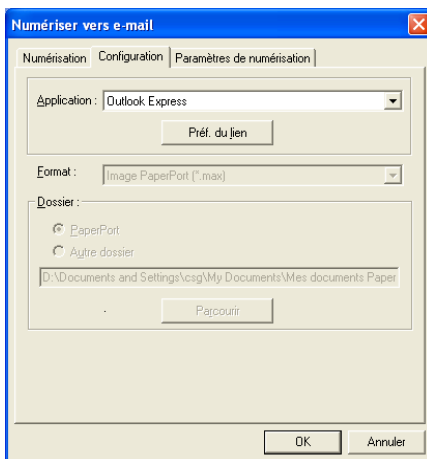 Numériser vers e-mail
Numérisation Configuration Paramètres de numérisation
Application : Outlook Express
Préf. du lien
Format : Image PaperPort (*.max)
Dossier :
PaperPort
Autre dossier
D:\Documents and Settings\csg\My Documents\Mes documents Paper
Parcourir
OK Annuler